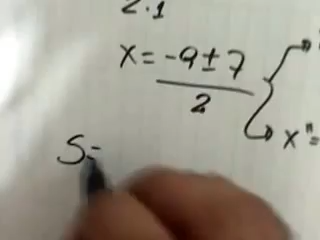 2.1
x = -9 ± 7
2
x" =
S=